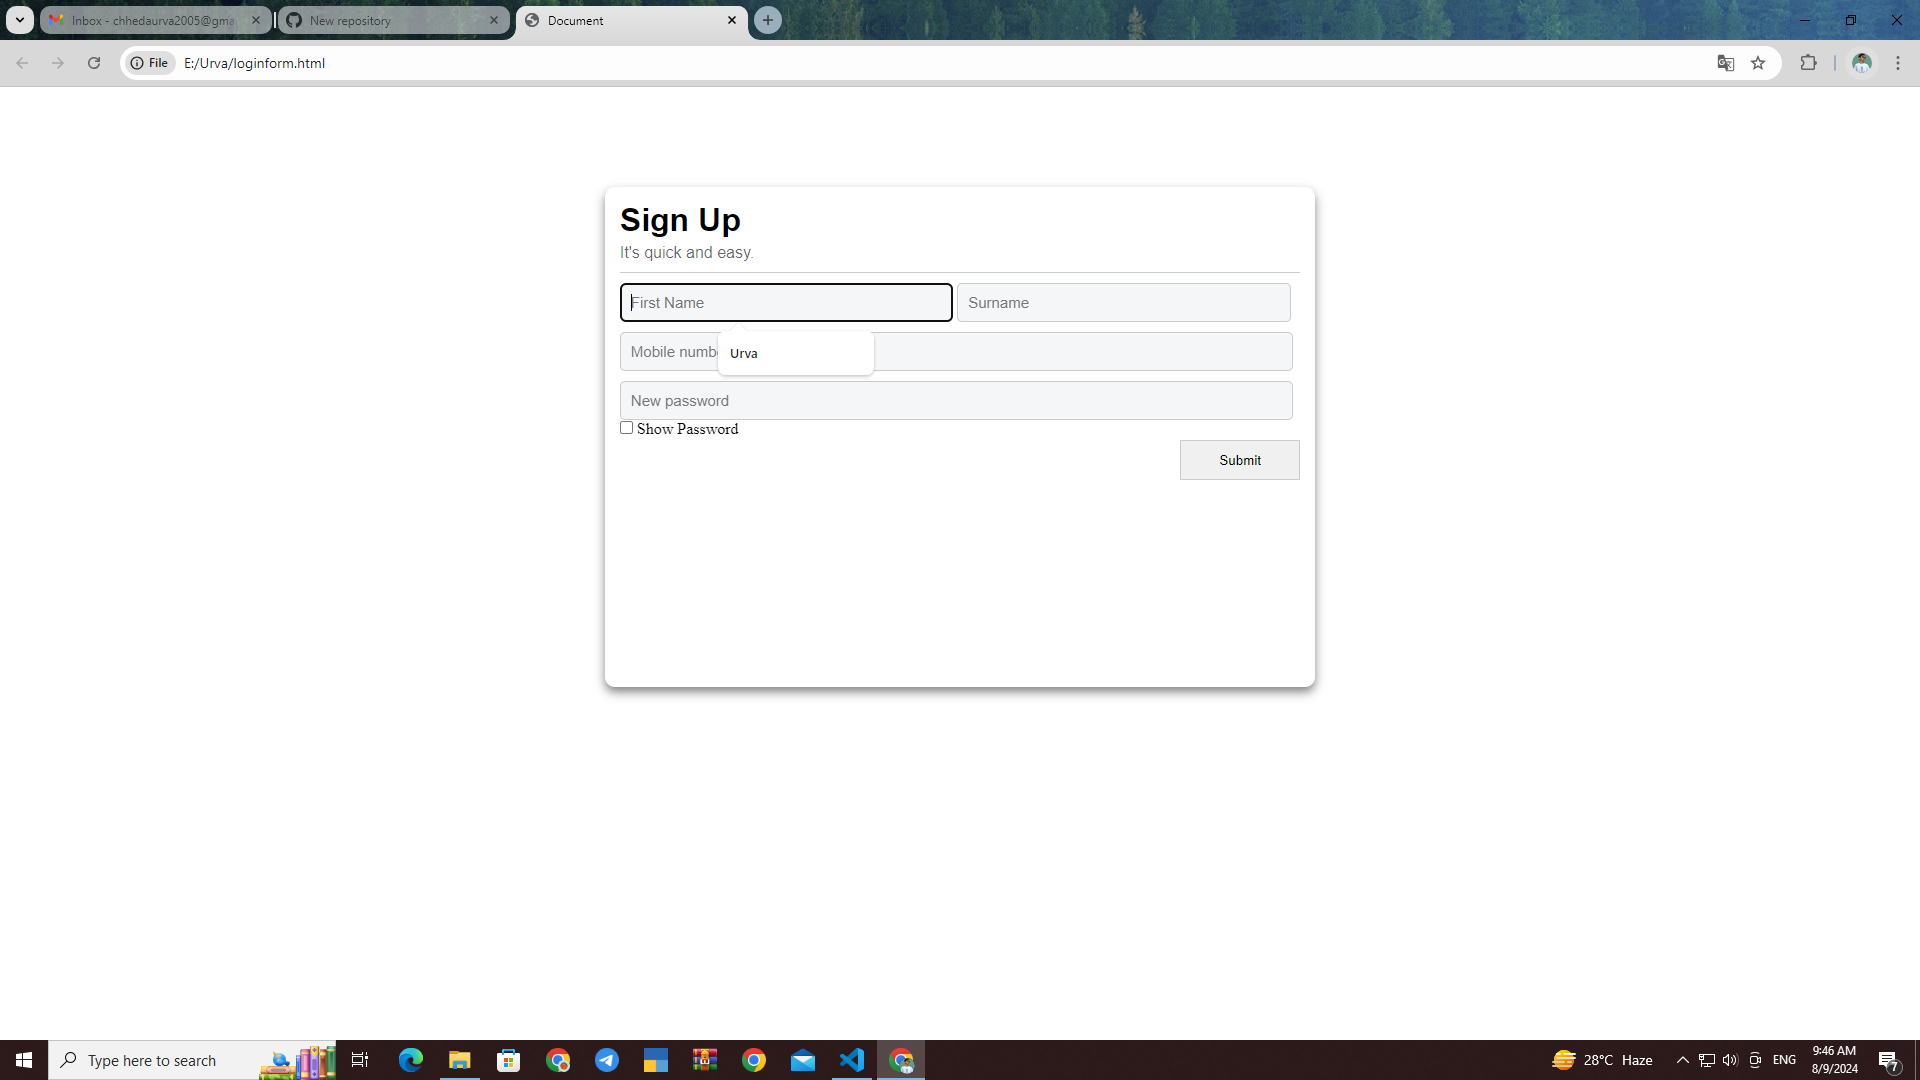 Inbox - chhedaurva2005@gma
New repository
Document
File
E:/Urva/loginform.html
Sign Up
It's quick and easy.
First Name
Surname
Mobile numb
Urva
New password
Show Password
Submit
Type here to search
28°C Haze
ENG
9:46 AM
8/9/2024
7